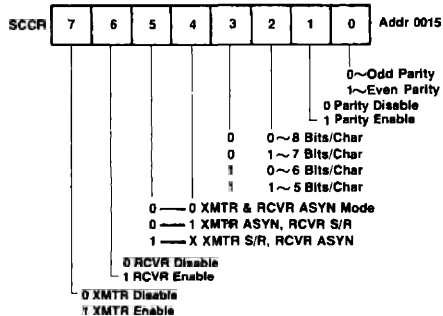 SCCR 7 6 5 4 3 2 1 0 Addr 0015
0~Odd Parity
1~Even Parity
0 Parity Disable
1 Parity Enable
0 0~8 Bits/Char
0 1~7 Bits/Char
1 0~6 Bits/Char
1 1~5 Bits/Char
0—0 XMTR & RCVR ASYN Mode
0—1 XMTR ASYN, RCVR S/R
1—X XMTR S/R, RCVR ASYN
0 RCVR Disable
1 RCVR Enable
0 XMTR Disable
1 XMTR Enable